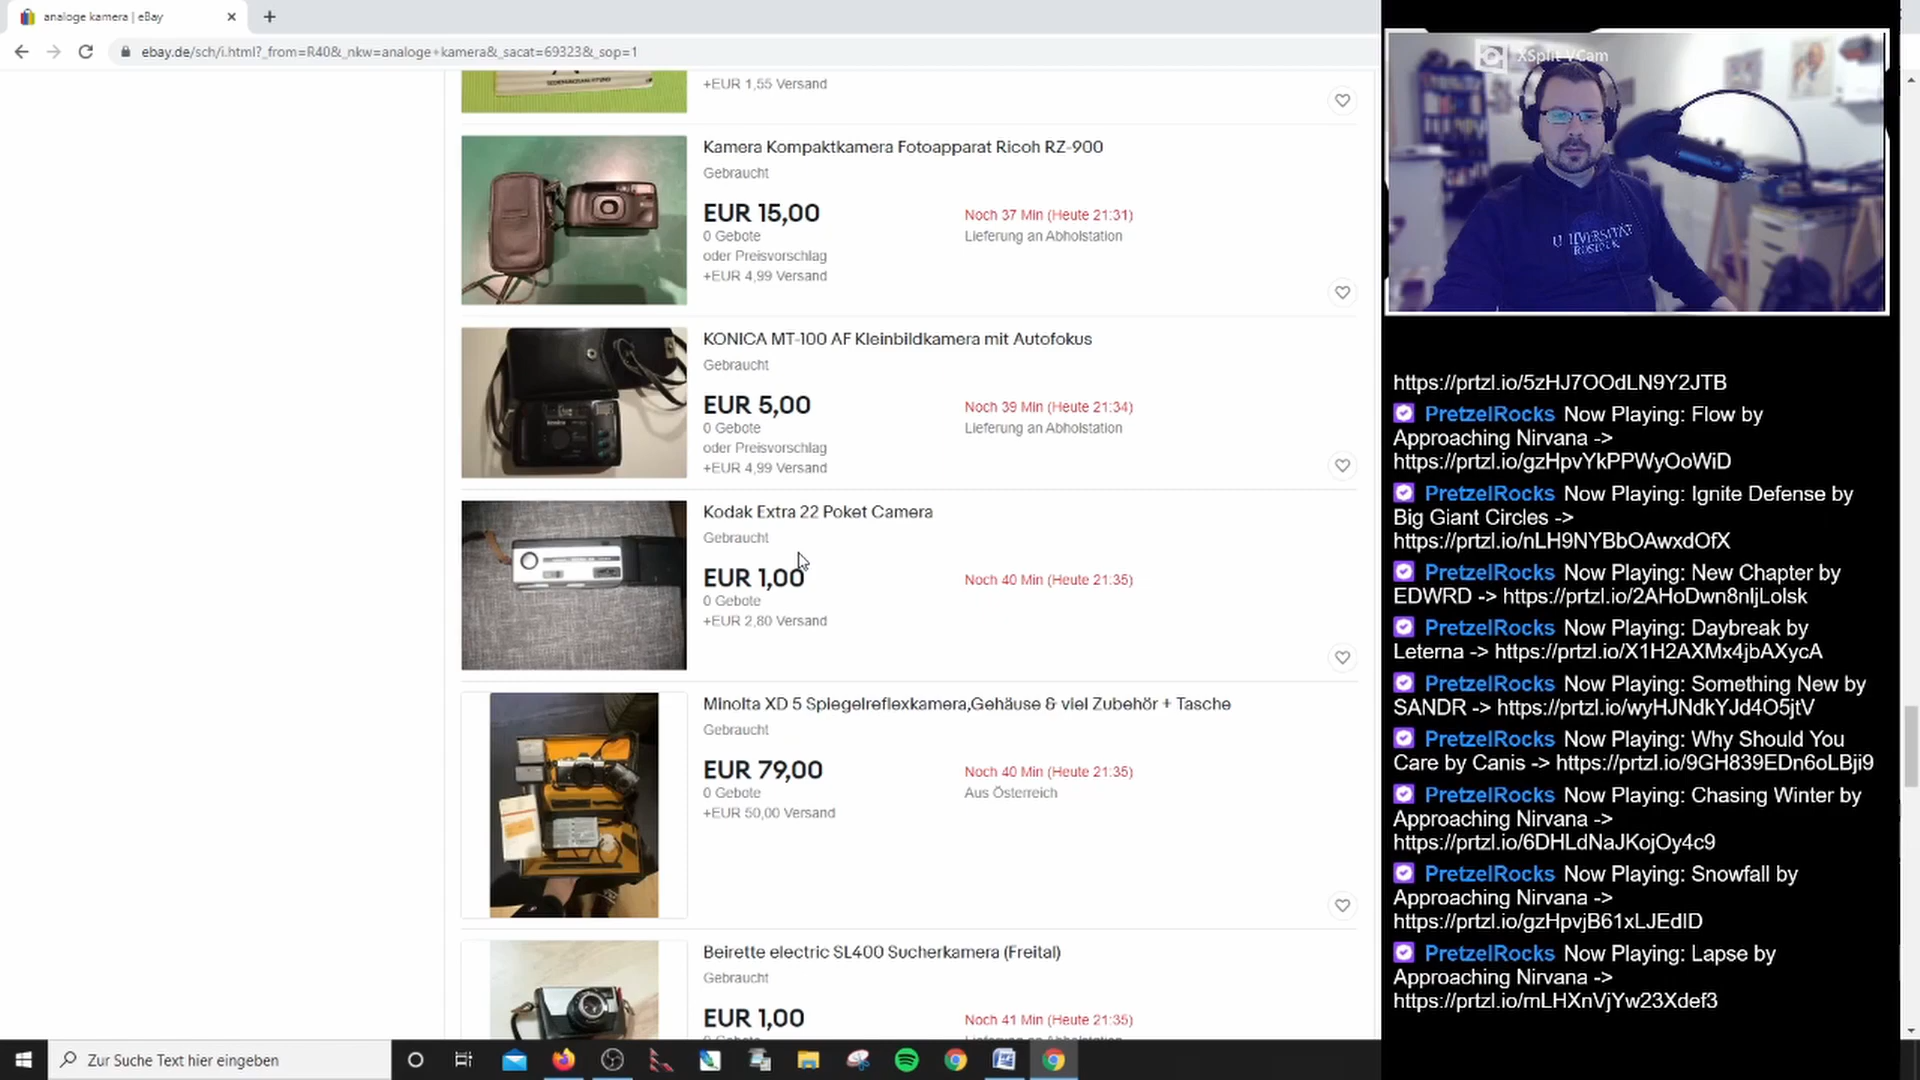 analoge kamera | eBay
ebay.de/sch/i.html?_from=R40&_nkw=analoge+kamera&_sacat=69323&_sop=1
+EUR 1,55 Versand
Kamera Kompaktkamera Fotoapparat Ricoh RZ-900
Gebraucht
EUR 15,00
Noch 37 Min (Heute 21:31)
0 Gebote
Lieferung an Abholstation
oder Preisvorschlag
+EUR 4,99 Versand
KONICA MT-100 AF Kleinbildkamera mit Autofokus
Gebraucht
EUR 5,00
Noch 39 Min (Heute 21:34)
0 Gebote
Lieferung an Abholstation
oder Preisvorschlag
+EUR 4,99 Versand
Kodak Extra 22 Poket Camera
Gebraucht
EUR 1,00
Noch 40 Min (Heute 21:35)
0 Gebote
+EUR 2,80 Versand
Minolta XD 5 Spiegelreflexkamera,Gehäuse & viel Zubehör + Tasche
Gebraucht
EUR 79,00
Noch 40 Min (Heute 21:35)
0 Gebote
Aus Österreich
+EUR 50,00 Versand
Beirette electric SL400 Sucherkamera (Freital)
Gebraucht
EUR 1,00
Noch 41 Min (Heute 21:35)
Zur Suche Text hier eingeben
XSplit VCam
https://prtzl.io/5zHJ7OOdLN9Y2JTB
PretzelRocks Now Playing: Flow by
Approaching Nirvana ->
https://prtzl.io/gzHpvYkPPWyOoWiD
PretzelRocks Now Playing: Ignite Defense by
Big Giant Circles ->
https://prtzl.io/nLH9NYBbOAwxdOfX
PretzelRocks Now Playing: New Chapter by
EDWRD -> https://prtzl.io/2AHoDwn8nIjLolsk
PretzelRocks Now Playing: Daybreak by
Leterna -> https://prtzl.io/X1H2AXMx4jbAXycA
PretzelRocks Now Playing: Something New by
SANDR -> https://prtzl.io/wyHJNdkYJd4O5jtV
PretzelRocks Now Playing: Why Should You
Care by Canis -> https://prtzl.io/9GH839EDn6oLBji9
PretzelRocks Now Playing: Chasing Winter by
Approaching Nirvana ->
https://prtzl.io/6DHLdNaJKojOy4c9
PretzelRocks Now Playing: Snowfall by
Approaching Nirvana ->
https://prtzl.io/gzHpvjB61xLJEdlD
PretzelRocks Now Playing: Lapse by
Approaching Nirvana ->
https://prtzl.io/mLHXnVjYw23Xdef3